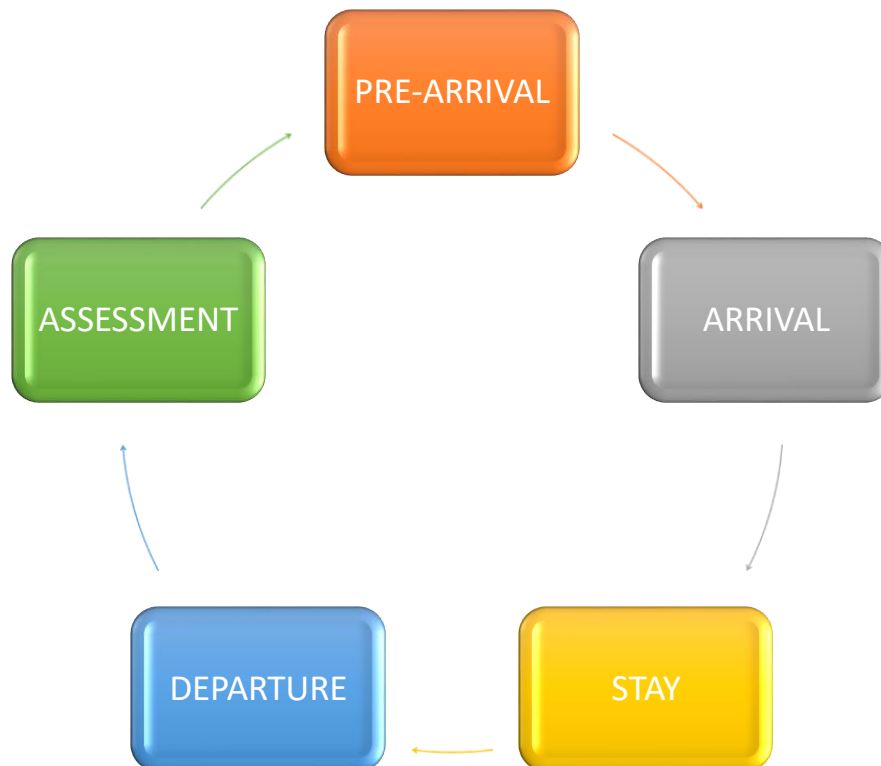 PRE-ARRIVAL
ARRIVAL
STAY
DEPARTURE
ASSESSMENT